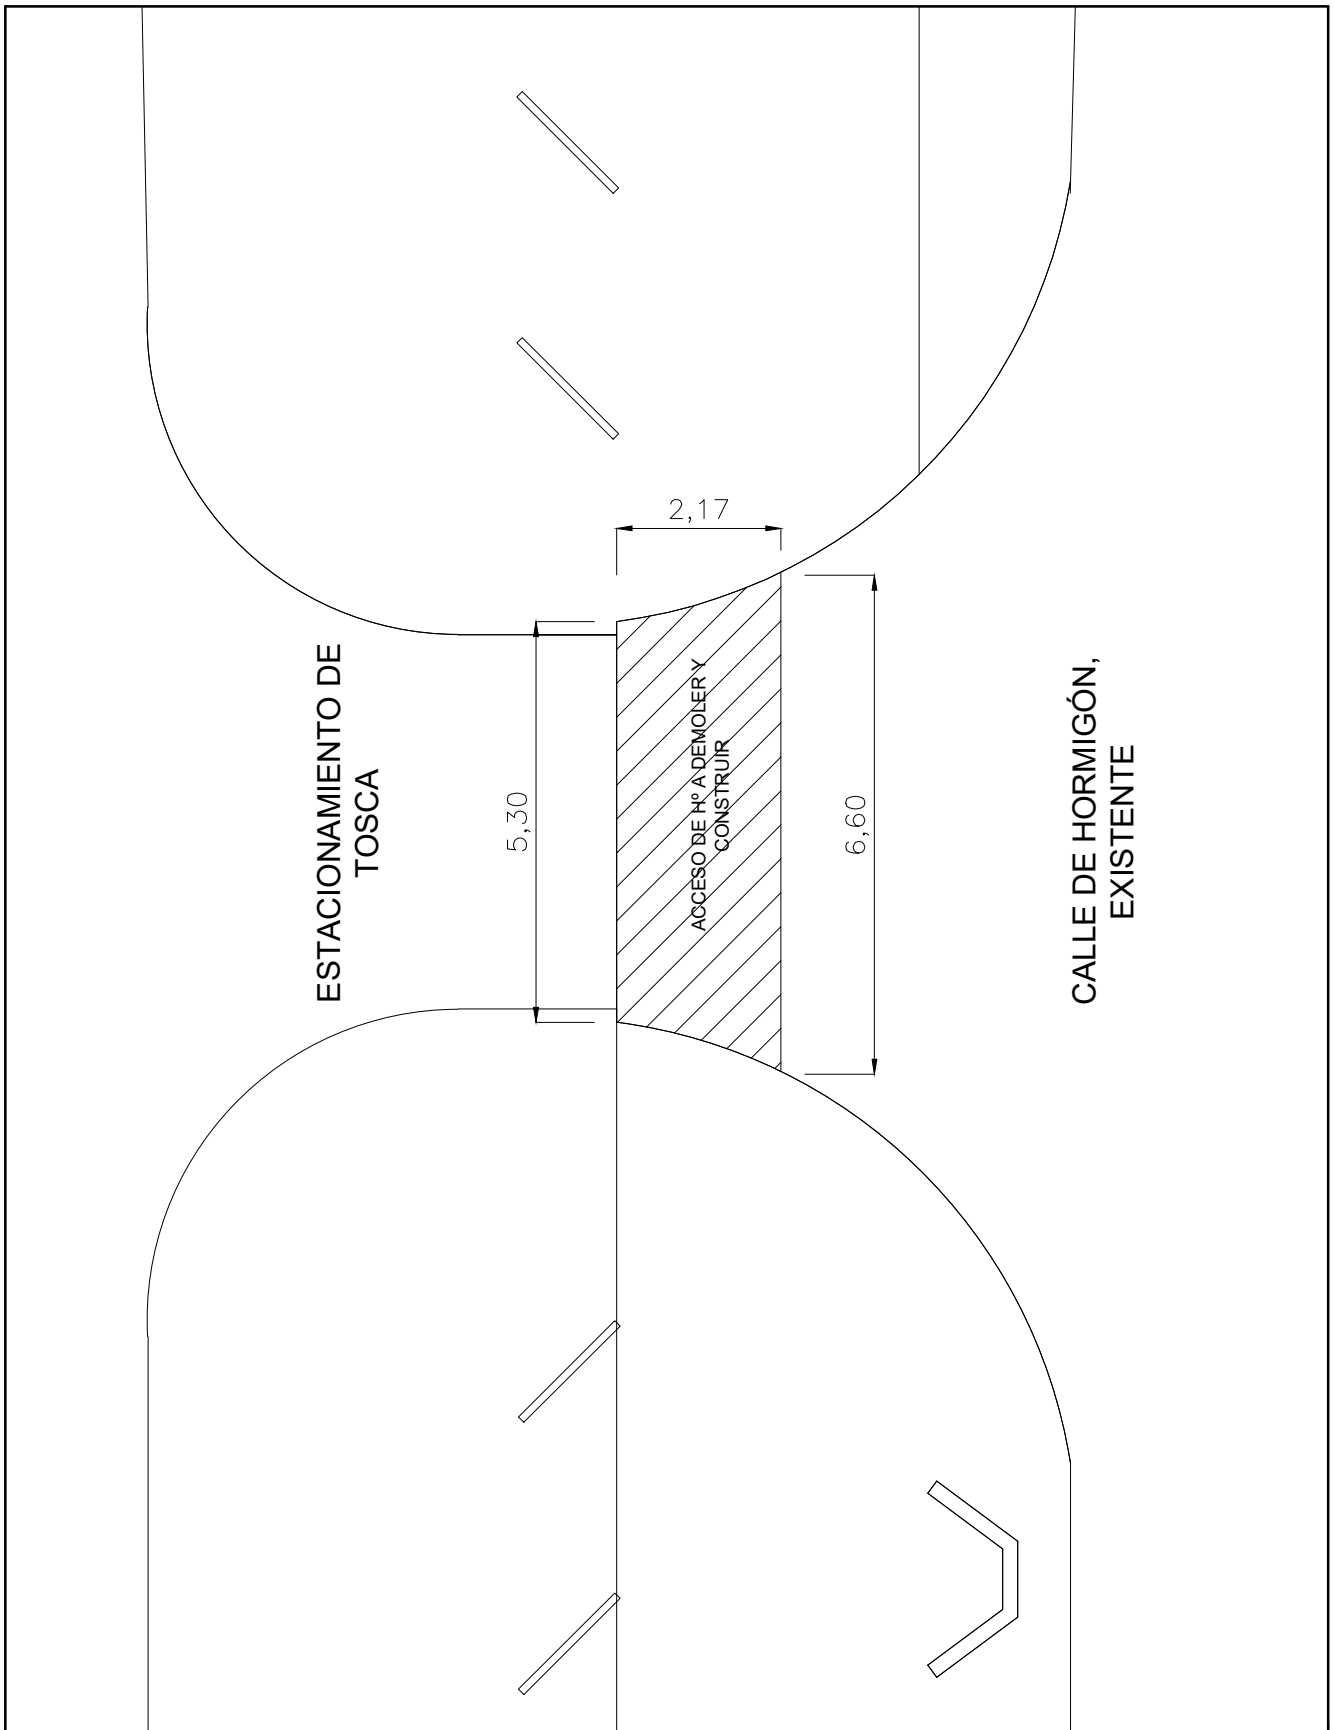 ESTACIONAMIENTO DE
TOSCA
5,30
2,17
ACCESO DE Hº A DEMOLER Y
CONSTRUIR
6,60
CALLE DE HORMIGÓN,
EXISTENTE